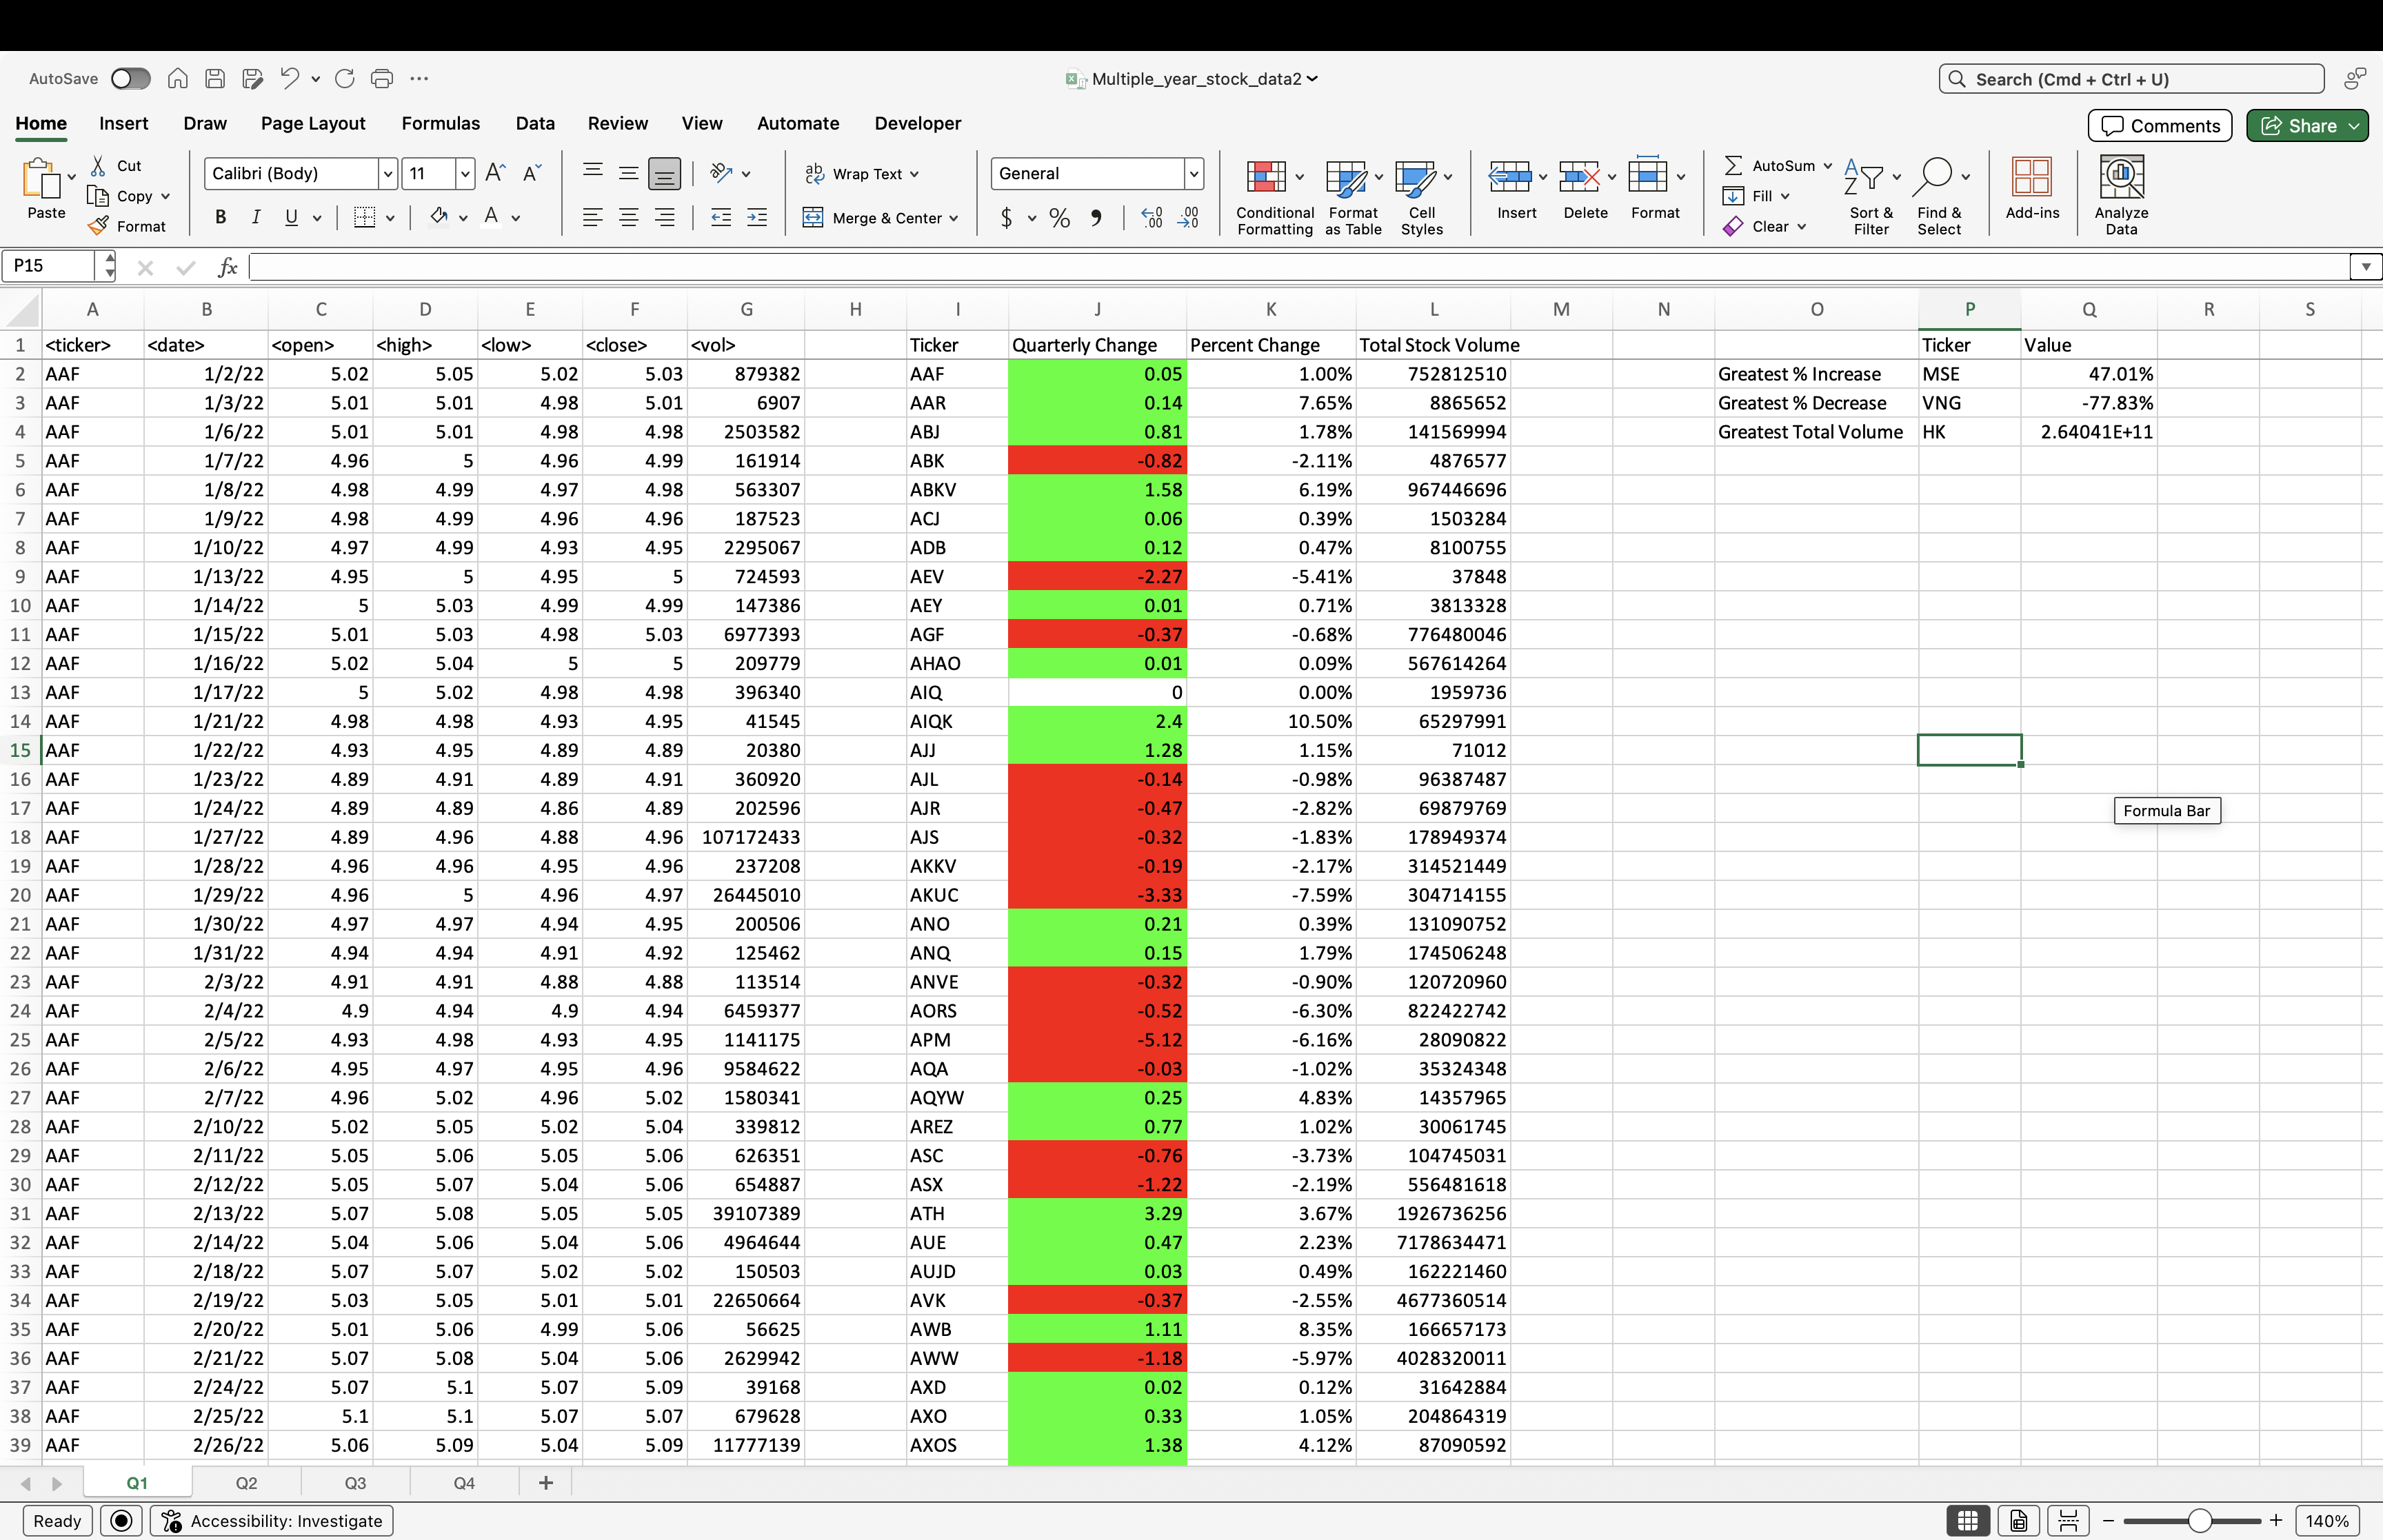 AutoSave Multiple_year_stock_data2 Search (Cmd + Ctrl + U)
Home Insert Draw Page Layout Formulas Data Review View Automate Developer Comments Share
Paste Cut Copy Format
Calibri (Body) 11
B I U A
ab Wrap Text
Merge & Center
General
$ % 9 .00 .00
Conditional Formatting Format as Table Cell Styles
Insert Delete Format
AutoSum Fill Clear
Sort & Filter Find & Select Add-ins Analyze Data
P15 fx
A B C D E F G H I J K L M N O P Q R S
1 <ticker> <date> <open> <high> <low> <close> <vol> Ticker Quarterly Change Percent Change Total Stock Volume Ticker Value
2 AAF 1/2/22 5.02 5.05 5.02 5.03 879382 AAF 0.05 1.00% 752812510 Greatest % Increase MSE 47.01%
3 AAF 1/3/22 5.01 5.01 4.98 5.01 6907 AAR 0.14 7.65% 8865652 Greatest % Decrease VNG -77.83%
4 AAF 1/6/22 5.01 5.01 4.98 4.98 2503582 ABJ 0.81 1.78% 141569994 Greatest Total Volume HK 2.64041E+11
5 AAF 1/7/22 4.96 5 4.96 4.99 161914 ABK -0.82 -2.11% 4876577
6 AAF 1/8/22 4.98 4.99 4.97 4.98 563307 ABKV 1.58 6.19% 967446696
7 AAF 1/9/22 4.98 4.99 4.96 4.96 187523 ACJ 0.06 0.39% 1503284
8 AAF 1/10/22 4.97 4.99 4.93 4.95 2295067 ADB 0.12 0.47% 8100755
9 AAF 1/13/22 4.95 5 4.95 5 724593 AEV -2.27 -5.41% 37848
10 AAF 1/14/22 5 5.03 4.99 4.99 147386 AEY 0.01 0.71% 3813328
11 AAF 1/15/22 5.01 5.03 4.98 5.03 6977393 AGF -0.37 -0.68% 776480046
12 AAF 1/16/22 5.02 5.04 5 5 209779 AHAO 0.01 0.09% 567614264
13 AAF 1/17/22 5 5.02 4.98 4.98 396340 AIQ 0 0.00% 1959736
14 AAF 1/21/22 4.98 4.98 4.93 4.95 41545 AIQK 2.4 10.50% 65297991
15 AAF 1/22/22 4.93 4.95 4.89 4.89 20380 AJJ 1.28 1.15% 71012
16 AAF 1/23/22 4.89 4.91 4.89 4.91 360920 AJL -0.14 -0.98% 96387487
17 AAF 1/24/22 4.89 4.89 4.86 4.89 202596 AJR -0.47 -2.82% 69879769
Formula Bar
18 AAF 1/27/22 4.89 4.96 4.88 4.96 107172433 AJS -0.32 -1.83% 178949374
19 AAF 1/28/22 4.96 4.96 4.95 4.96 237208 AKKV -0.19 -2.17% 314521449
20 AAF 1/29/22 4.96 5 4.96 4.97 26445010 AKUC -3.33 -7.59% 304714155
21 AAF 1/30/22 4.97 4.97 4.94 4.95 200506 ANO 0.21 0.39% 131090752
22 AAF 1/31/22 4.94 4.94 4.91 4.92 125462 ANQ 0.15 1.79% 174506248
23 AAF 2/3/22 4.91 4.91 4.88 4.88 113514 ANVE -0.32 -0.90% 120720960
24 AAF 2/4/22 4.9 4.94 4.9 4.94 6459377 AORS -0.52 -6.30% 822422742
25 AAF 2/5/22 4.93 4.98 4.93 4.95 1141175 APM -5.12 -6.16% 28090822
26 AAF 2/6/22 4.95 4.97 4.95 4.96 9584622 AQA -0.03 -1.02% 35324348
27 AAF 2/7/22 4.96 5.02 4.96 5.02 1580341 AQYW 0.25 4.83% 14357965
28 AAF 2/10/22 5.02 5.05 5.02 5.04 339812 AREZ 0.77 1.02% 30061745
29 AAF 2/11/22 5.05 5.06 5.05 5.06 626351 ASC -0.76 -3.73% 104745031
30 AAF 2/12/22 5.05 5.07 5.04 5.06 654887 ASX -1.22 -2.19% 556481618
31 AAF 2/13/22 5.07 5.08 5.05 5.05 39107389 ATH 3.29 3.67% 1926736256
32 AAF 2/14/22 5.04 5.06 5.04 5.06 4964644 AUE 0.47 2.23% 7178634471
33 AAF 2/18/22 5.07 5.07 5.02 5.02 150503 AUJD 0.03 0.49% 162221460
34 AAF 2/19/22 5.03 5.05 5.01 5.01 22650664 AVK -0.37 -2.55% 4677360514
35 AAF 2/20/22 5.01 5.06 4.99 5.06 56625 AWB 1.11 8.35% 166657173
36 AAF 2/21/22 5.07 5.08 5.04 5.06 2629942 AWW -1.18 -5.97% 4028320011
37 AAF 2/24/22 5.07 5.1 5.07 5.09 39168 AXD 0.02 0.12% 31642884
38 AAF 2/25/22 5.1 5.1 5.07 5.07 679628 AXO 0.33 1.05% 204864319
39 AAF 2/26/22 5.06 5.09 5.04 5.09 11777139 AXOS 1.38 4.12% 87090592
Q1 Q2 Q3 Q4 +
Ready Accessibility: Investigate 140%